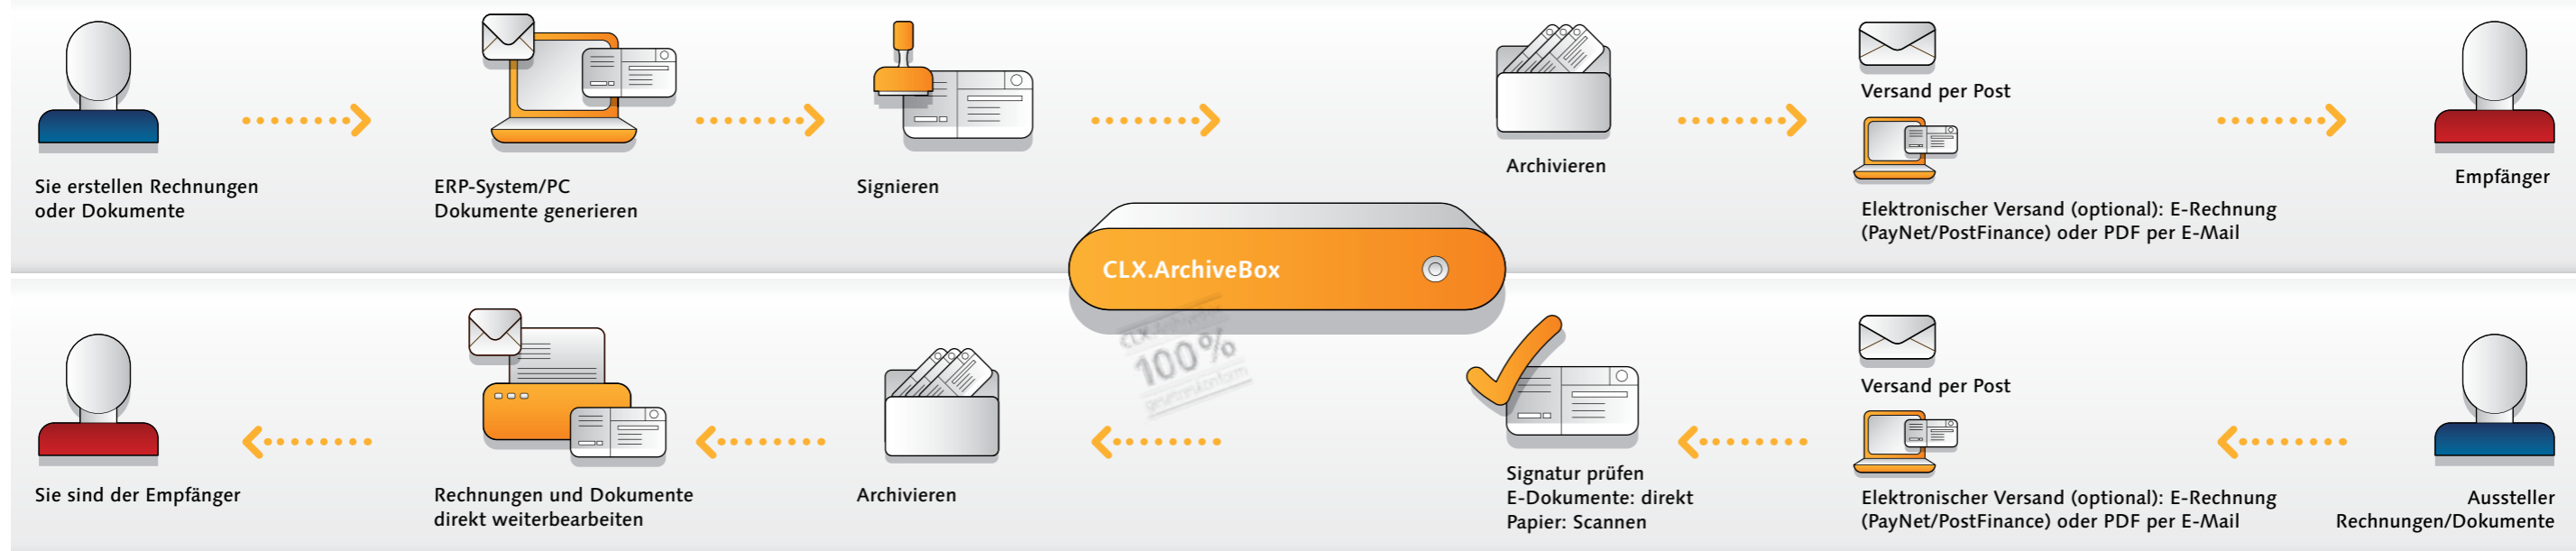 Versand per Post
Archivieren
Empfänger
Sie erstellen Rechnungen
oder Dokumente
ERP-System/PC
Dokumente generieren
Signieren
Elektronischer Versand (optional): E-Rechnung
(PayNet/PostFinance) oder PDF per E-Mail
CLX.ArchiveBox
100%
Versand per Post
Sie sind der Empfänger
Rechnungen und Dokumente
direkt weiterbearbeiten
Archivieren
Signatur prüfen
E-Dokumente: direkt
Papier: Scannen
Elektronischer Versand (optional): E-Rechnung
(PayNet/PostFinance) oder PDF per E-Mail
Aussteller
Rechnungen/Dokumente